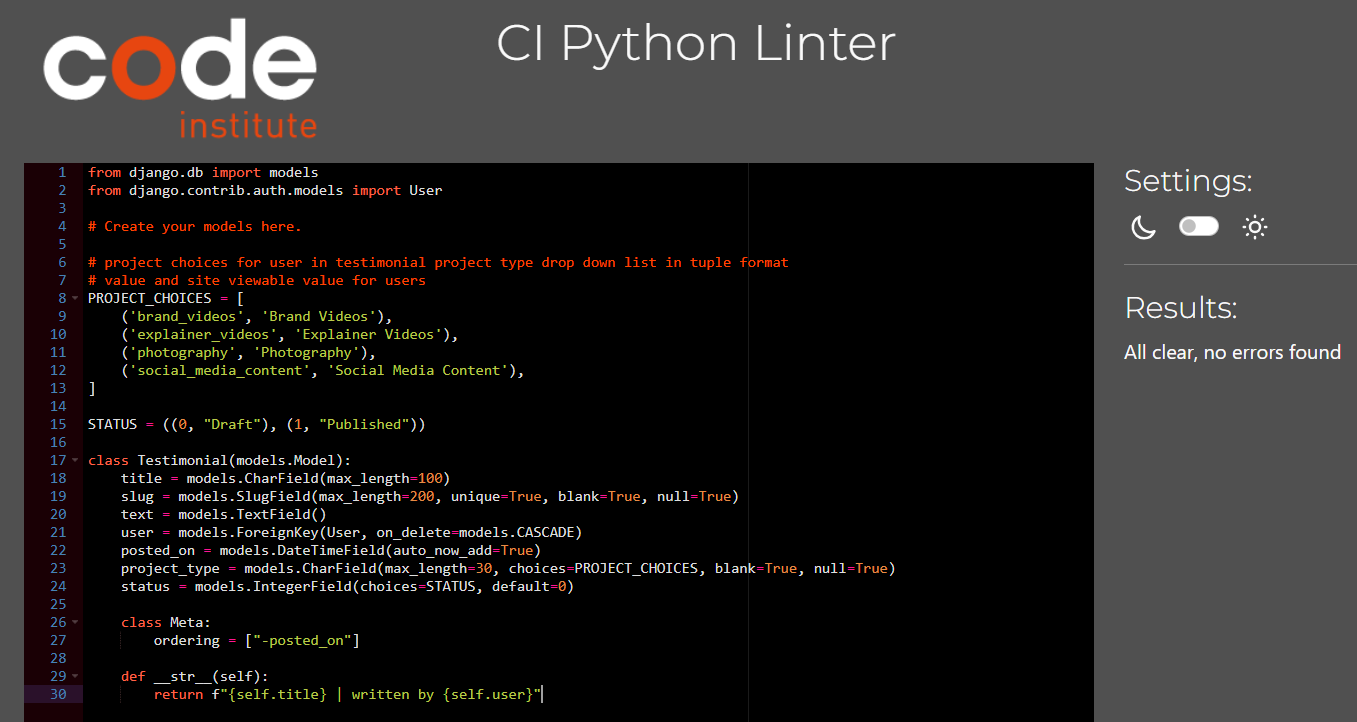 code
institute
CI Python Linter
1 from django.db import models
2 from django.contrib.auth.models import User
3
4 # Create your models here.
5
6 # project choices for user in testimonial project type drop down list in tuple format
7 # value and site viewable value for users
8 PROJECT_CHOICES = [
9     ('brand_videos', 'Brand Videos'),
10     ('explainer_videos', 'Explainer Videos'),
11     ('photography', 'Photography'),
12     ('social_media_content', 'Social Media Content'),
13 ]
14
15 STATUS = ((0, "Draft"), (1, "Published"))
16
17 class Testimonial(models.Model):
18     title = models.CharField(max_length=100)
19     slug = models.SlugField(max_length=200, unique=True, blank=True, null=True)
20     text = models.TextField()
21     user = models.ForeignKey(User, on_delete=models.CASCADE)
22     posted_on = models.DateTimeField(auto_now_add=True)
23     project_type = models.CharField(max_length=30, choices=PROJECT_CHOICES, blank=True, null=True)
24     status = models.IntegerField(choices=STATUS, default=0)
25
26     class Meta:
27         ordering = ["-posted_on"]
28
29     def __str__(self):
30         return f"{self.title} | written by {self.user}"
Settings:
Results:
All clear, no errors found